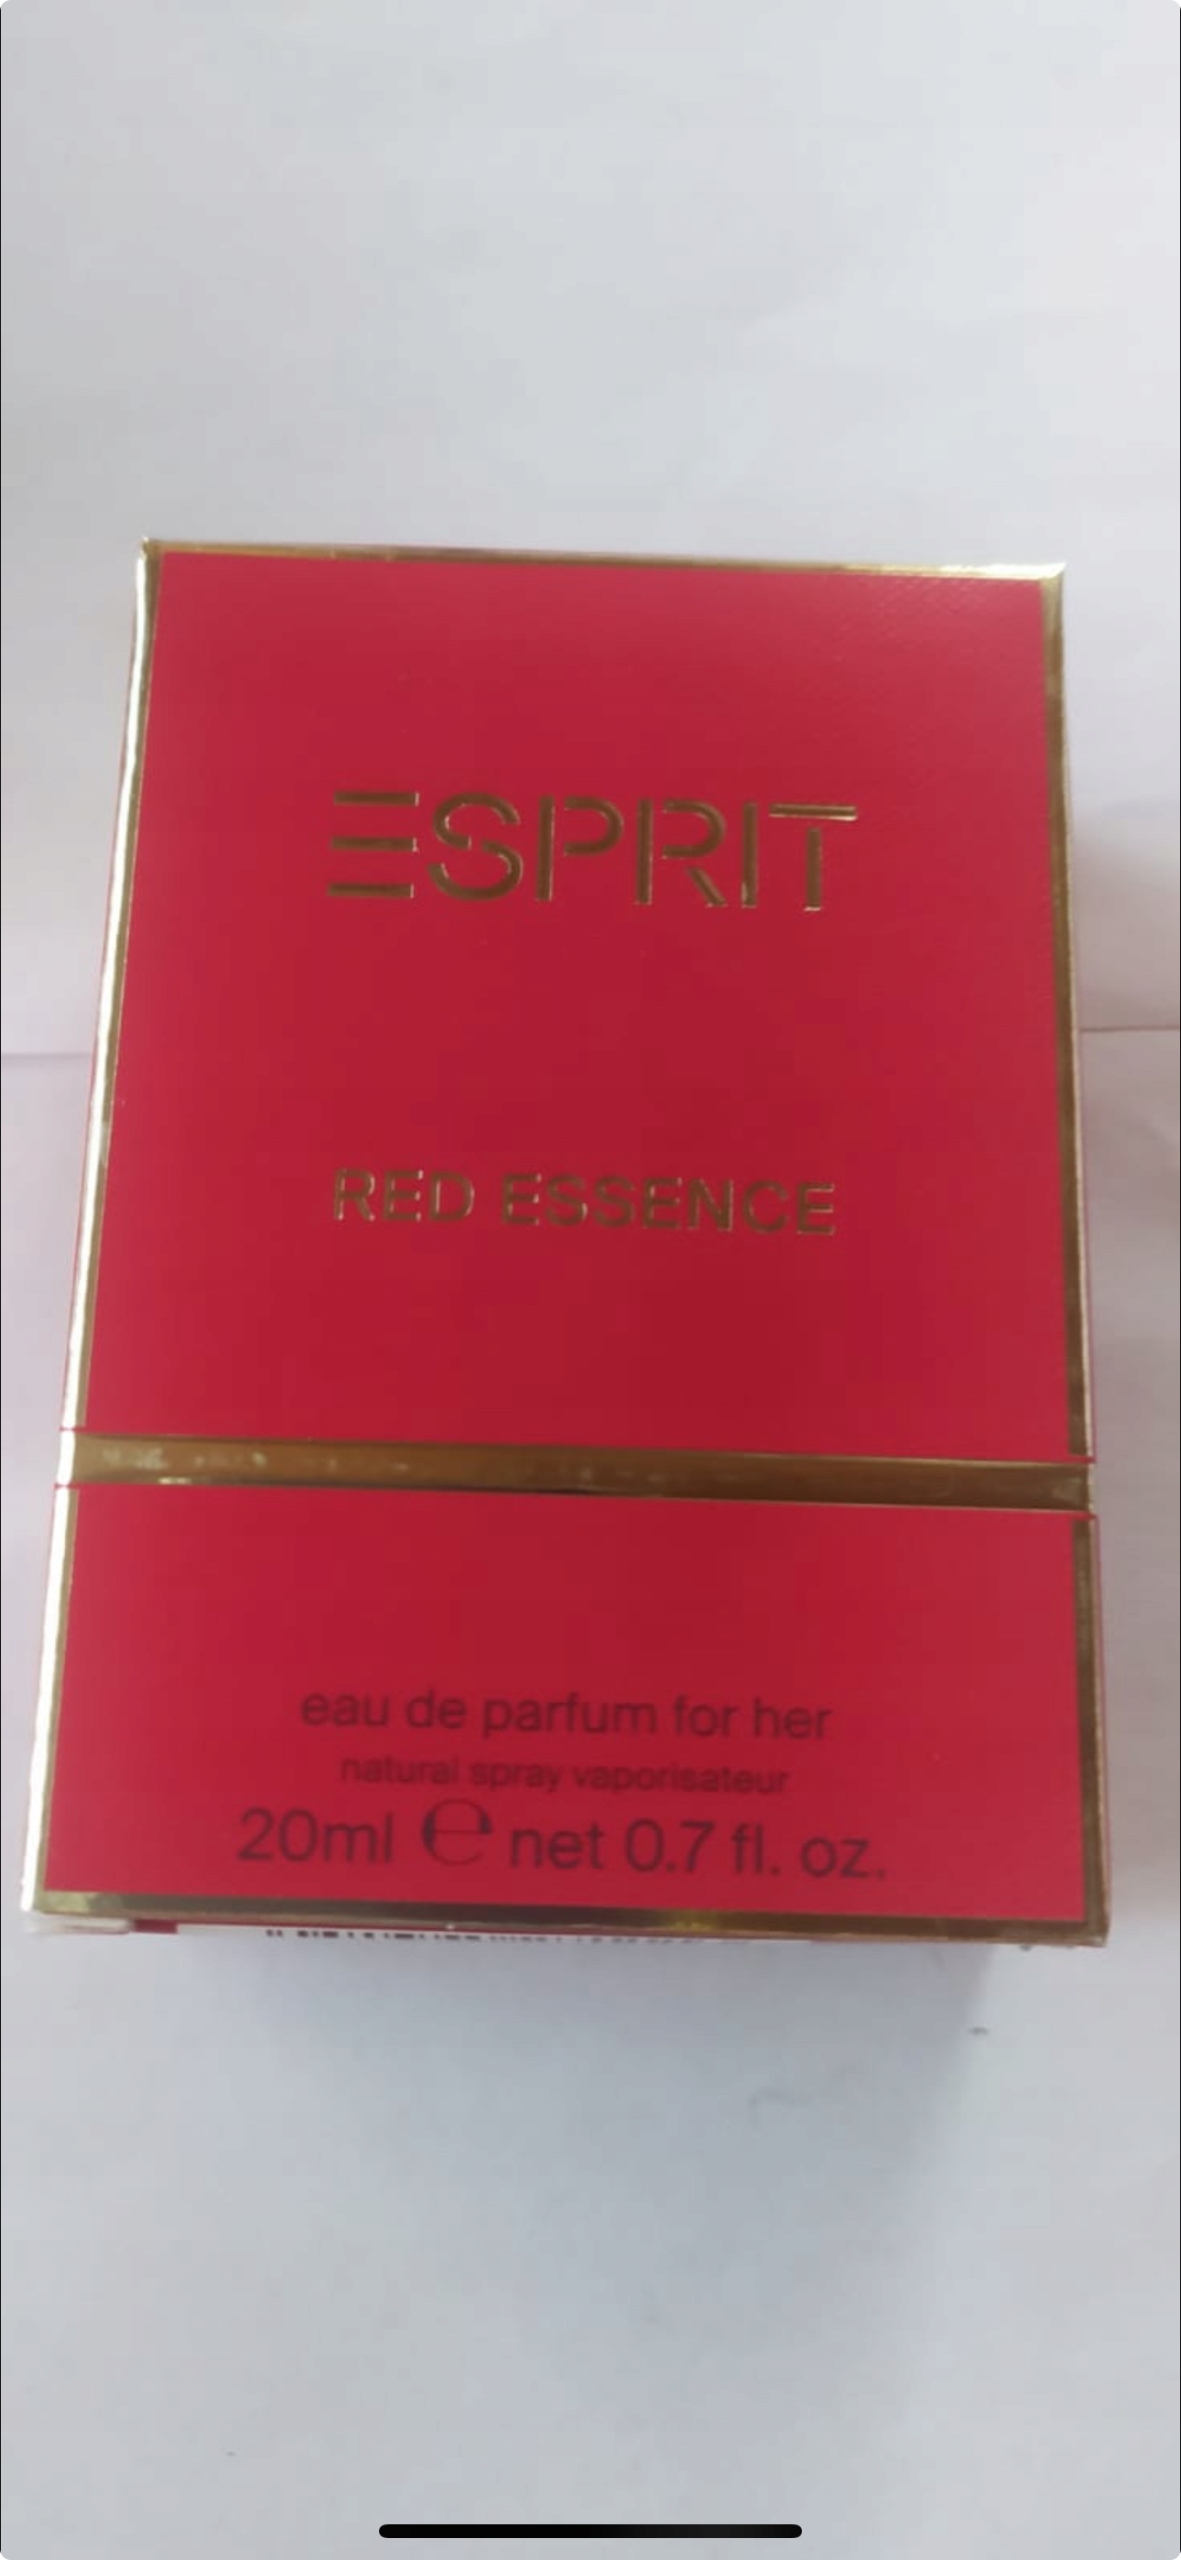 ESPRIT
RED ESSENCE
eau de parfum for her
natural spray vaporisateur
20ml ℮ net 0.7 fl. oz.